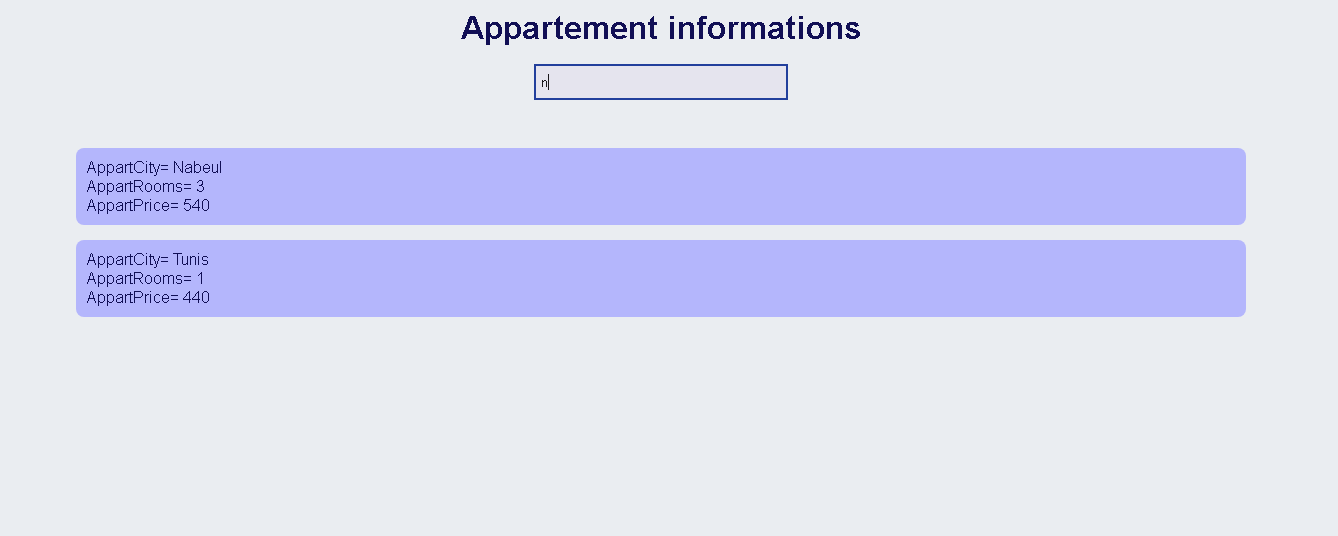 Appartement informations
n
AppartCity= Nabeul
AppartRooms= 3
AppartPrice= 540
AppartCity= Tunis
AppartRooms= 1
AppartPrice= 440